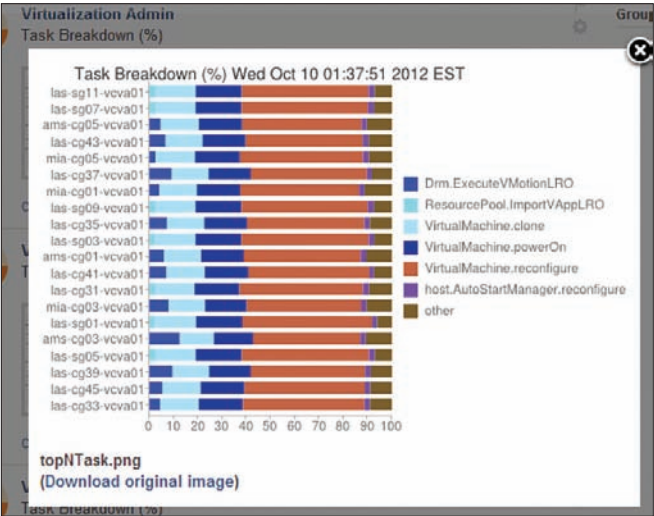 Virtualization Admin
Task Breakdown (%)
Group
Task Breakdown (%) Wed Oct 10 01:37:51 2012 EST
las-sg11-vcva01
las-sg07-vcva01
ams-cg05-vcva01
las-cg43-vcva01
mia-cg05-vcva01
las-cg37-vcva01
mia-cg01-vcva01
las-sg09-vcva01
las-cg35-vcva01
las-sg03-vcva01
ams-cg01-vcva01
las-cg41-vcva01
las-cg31-vcva01
mia-cg03-vcva01
las-sg01-vcva01
ams-cg03-vcva01
las-sg05-vcva01
las-cg39-vcva01
las-cg45-vcva01
las-cg33-vcva01
0 10 20 30 40 50 60 70 80 90 100
Drm.ExecuteVMotionLRO
ResourcePool.ImportVAppLRO
VirtualMachine.clone
VirtualMachine.powerOn
VirtualMachine.reconfigure
host.AutoStartManager.reconfigure
other
topNTask.png
(Download original image)
Task Breakdown (%)